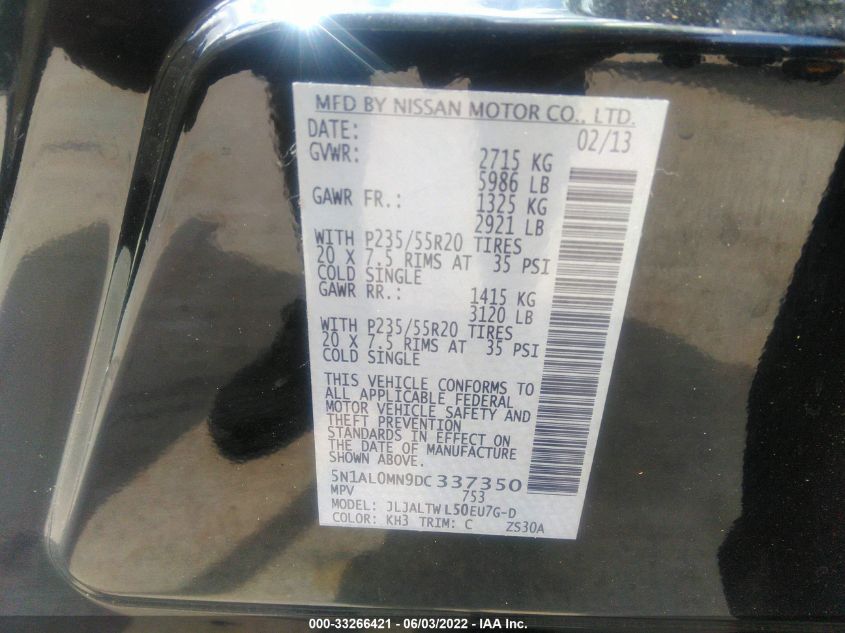 MFD BY NISSAN MOTOR CO., LTD.
DATE: 02/13
GVWR: 2715 KG
5986 LB
GAWR FR.: 1325 KG
2921 LB
WITH P235/55R20 TIRES
20 X 7.5 RIMS AT 35 PSI
COLD SINGLE
GAWR RR.: 1415 KG
3120 LB
WITH P235/55R20 TIRES
20 X 7.5 RIMS AT 35 PSI
COLD SINGLE
THIS VEHICLE CONFORMS TO
ALL APPLICABLE FEDERAL
MOTOR VEHICLE SAFETY AND
THEFT PREVENTION
STANDARDS IN EFFECT ON
THE DATE OF MANUFACTURE
SHOWN ABOVE.
5N1AL0MN9DC 337350
MPV 753
MODEL: JLJALTW L50EU7G-D
COLOR: KH3 TRIM: C ZS30A
000-33266421 - 06/03/2022 - IAA Inc.